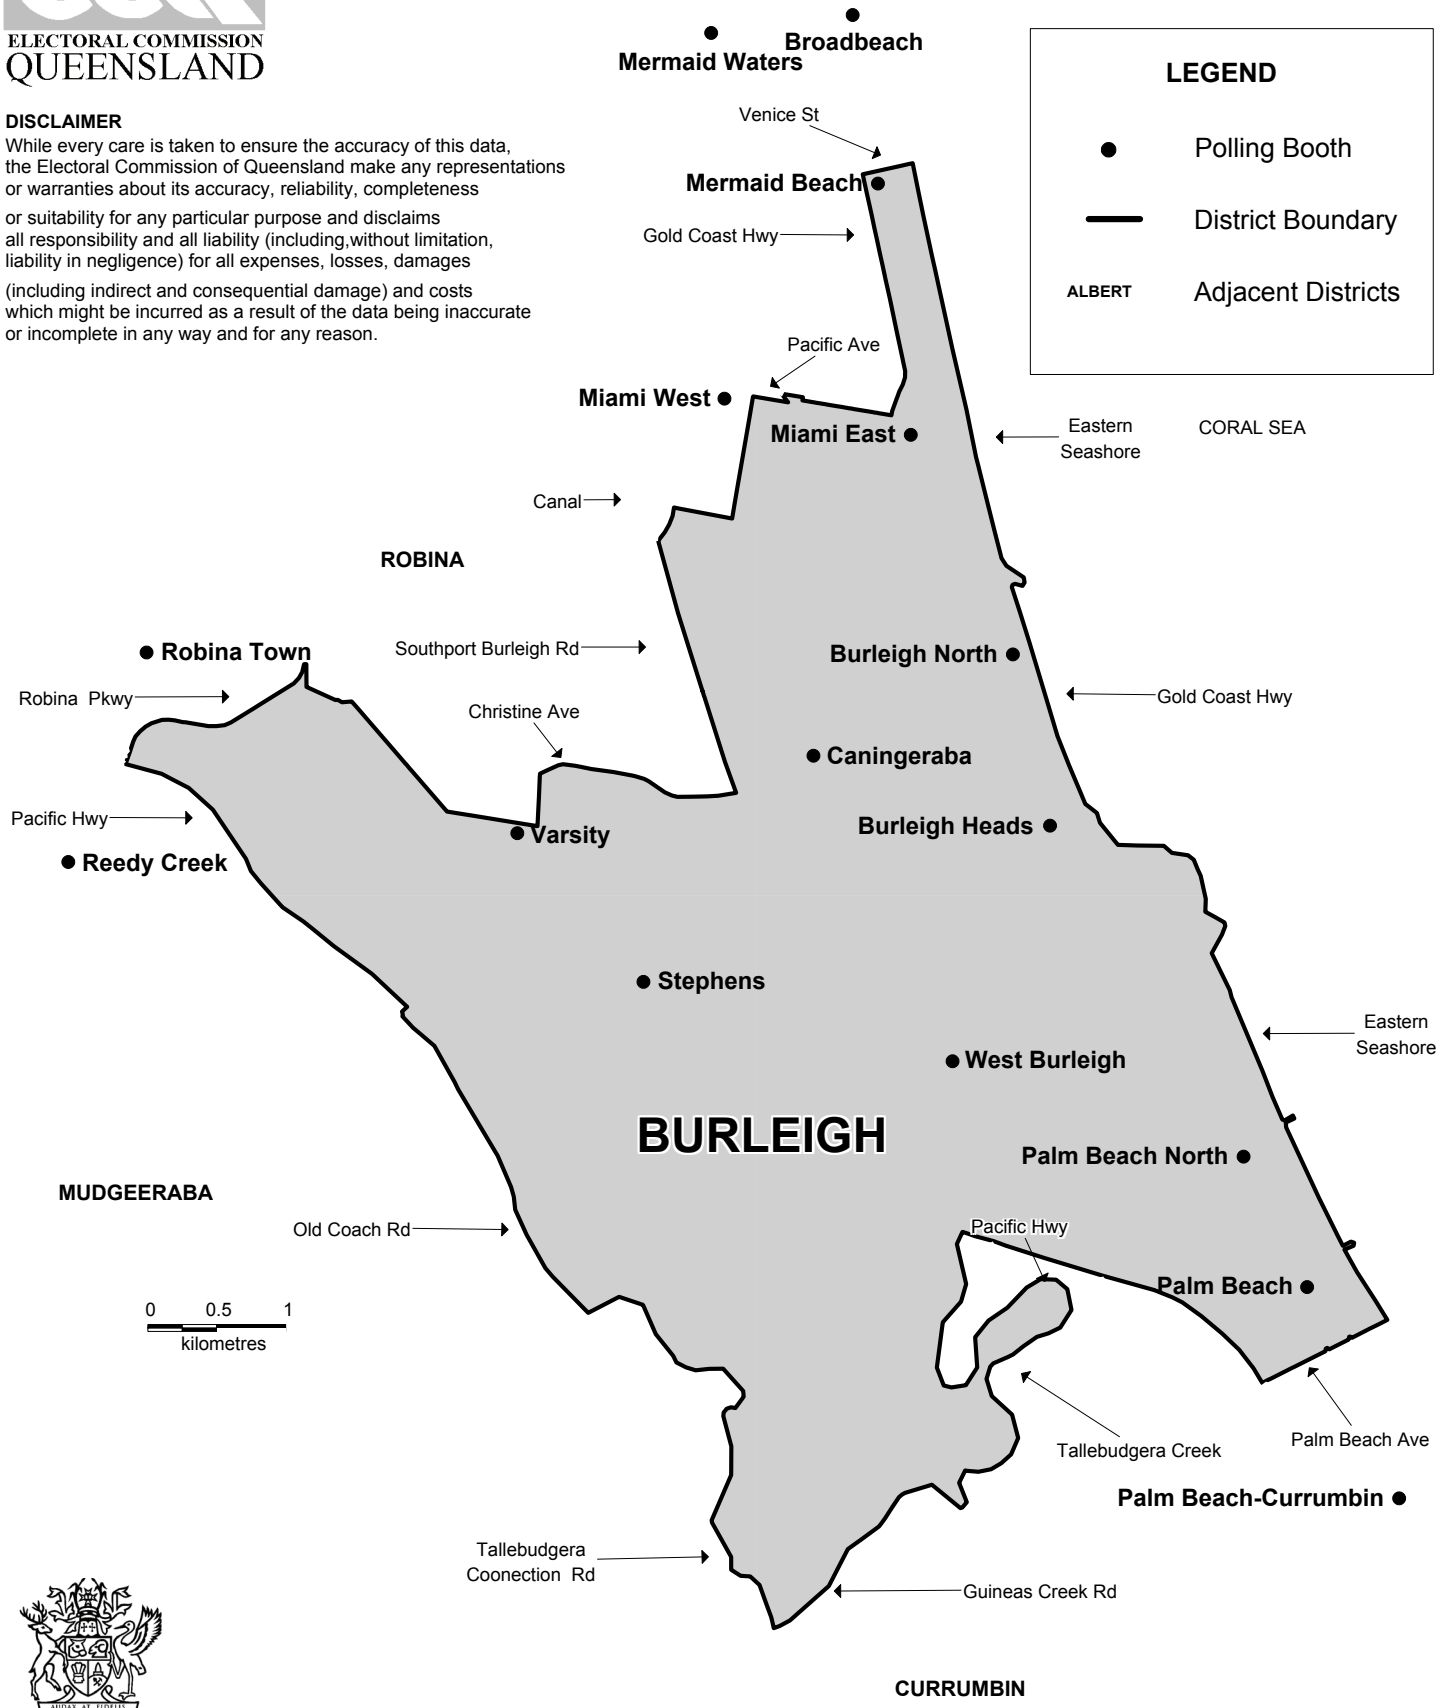 ELECTORAL COMMISSION
QUEENSLAND
Broadbeach
Mermaid Waters
LEGEND
Polling Booth
District Boundary
ALBERT
Adjacent Districts
DISCLAIMER
While every care is taken to ensure the accuracy of this data,
the Electoral Commission of Queensland make any representations
or warranties about its accuracy, reliability, completeness
or suitability for any particular purpose and disclaims
all responsibility and all liability (including,without limitation,
liability in negligence) for all expenses, losses, damages
(including indirect and consequential damage) and costs
which might be incurred as a result of the data being inaccurate
or incomplete in any way and for any reason.
Venice St
Mermaid Beach
Gold Coast Hwy
Pacific Ave
Miami West
Miami East
Eastern
Seashore
CORAL SEA
Canal
ROBINA
Southport Burleigh Rd
Robina Town
Burleigh North
Robina Pkwy
Gold Coast Hwy
Christine Ave
Caningeraba
Pacific Hwy
Varsity
Burleigh Heads
Reedy Creek
Stephens
Eastern
Seashore
West Burleigh
BURLEIGH
Palm Beach North
MUDGEERABA
Old Coach Rd
Pacific Hwy
Palm Beach
0 0.5 1
kilometres
Tallebudgera Creek
Palm Beach Ave
Palm Beach-Currumbin
Tallebudgera
Coonection Rd
Guineas Creek Rd
AUDAX AT FIDELIS
CURRUMBIN